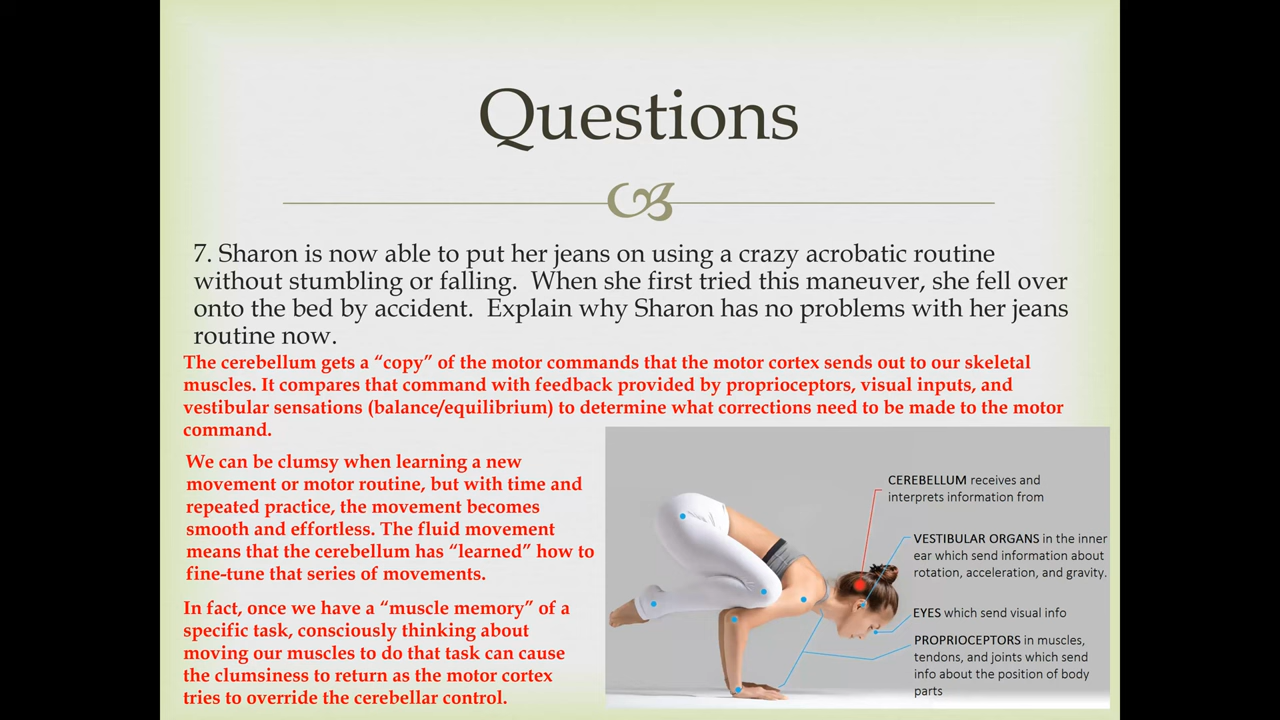 Questions
7. Sharon is now able to put her jeans on using a crazy acrobatic routine
without stumbling or falling.  When she first tried this maneuver, she fell over
onto the bed by accident.  Explain why Sharon has no problems with her jeans
routine now.
The cerebellum gets a “copy” of the motor commands that the motor cortex sends out to our skeletal
muscles. It compares that command with feedback provided by proprioceptors, visual inputs, and
vestibular sensations (balance/equilibrium) to determine what corrections need to be made to the motor
command.
We can be clumsy when learning a new
movement or motor routine, but with time and
repeated practice, the movement becomes
smooth and effortless. The fluid movement
means that the cerebellum has “learned” how to
fine-tune that series of movements.
In fact, once we have a “muscle memory” of a
specific task, consciously thinking about
moving our muscles to do that task can cause
the clumsiness to return as the motor cortex
tries to override the cerebellar control.
CEREBELLUM receives and
interprets information from
VESTIBULAR ORGANS in the inner
ear which send information about
rotation, acceleration, and gravity.
EYES which send visual info
PROPRIOCEPTORS in muscles,
tendons, and joints which send
info about the position of body
parts